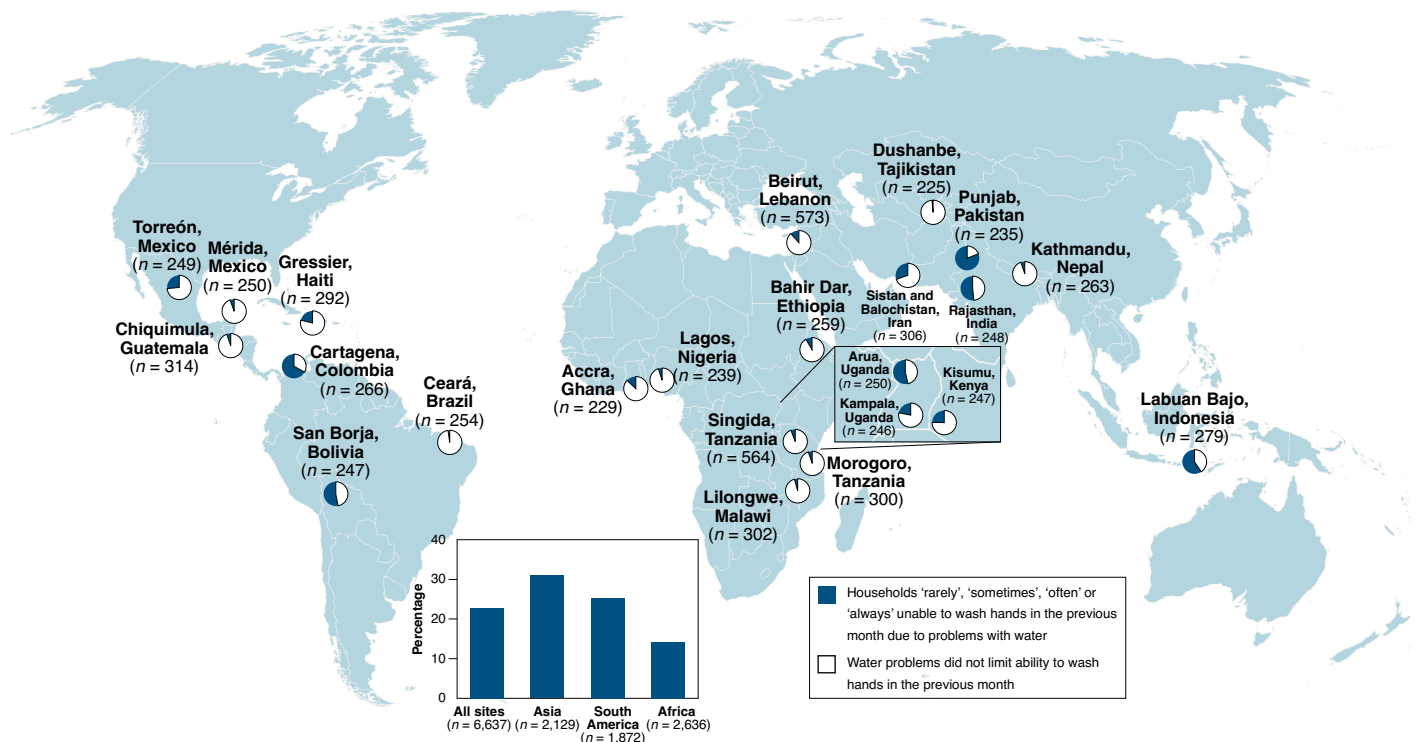 Torreón,
Mexico
(n = 249)
Mérida,
Mexico
(n = 250)
Gressier,
Haiti
(n = 292)
Chiquimula,
Guatemala
(n = 314)
Cartagena,
Colombia
(n = 266)
Ceará,
Brazil
(n = 254)
San Borja,
Bolivia
(n = 247)
Accra,
Ghana
(n = 229)
Lagos,
Nigeria
(n = 239)
Beirut,
Lebanon
(n = 573)
Bahir Dar,
Ethiopia
(n = 259)
Dushanbe,
Tajikistan
(n = 225)
Punjab,
Pakistan
(n = 235)
Kathmandu,
Nepal
(n = 263)
Sistan and
Balochistan,
Iran
(n = 306)
Rajasthan,
India
(n = 248)
Arua,
Uganda
(n = 250)
Kisumu,
Kenya
(n = 247)
Kampala,
Uganda
(n = 246)
Singida,
Tanzania
(n = 564)
Morogoro,
Tanzania
(n = 300)
Lilongwe,
Malawi
(n = 302)
Labuan Bajo,
Indonesia
(n = 279)
Percentage
40
30
20
10
0
All sites
(n = 6,637)
Asia
(n = 2,129)
South
America
(n = 1,872)
Africa
(n = 2,636)
Households ‘rarely’, ‘sometimes’, ‘often’ or
‘always’ unable to wash hands in the previous
month due to problems with water
Water problems did not limit ability to wash
hands in the previous month